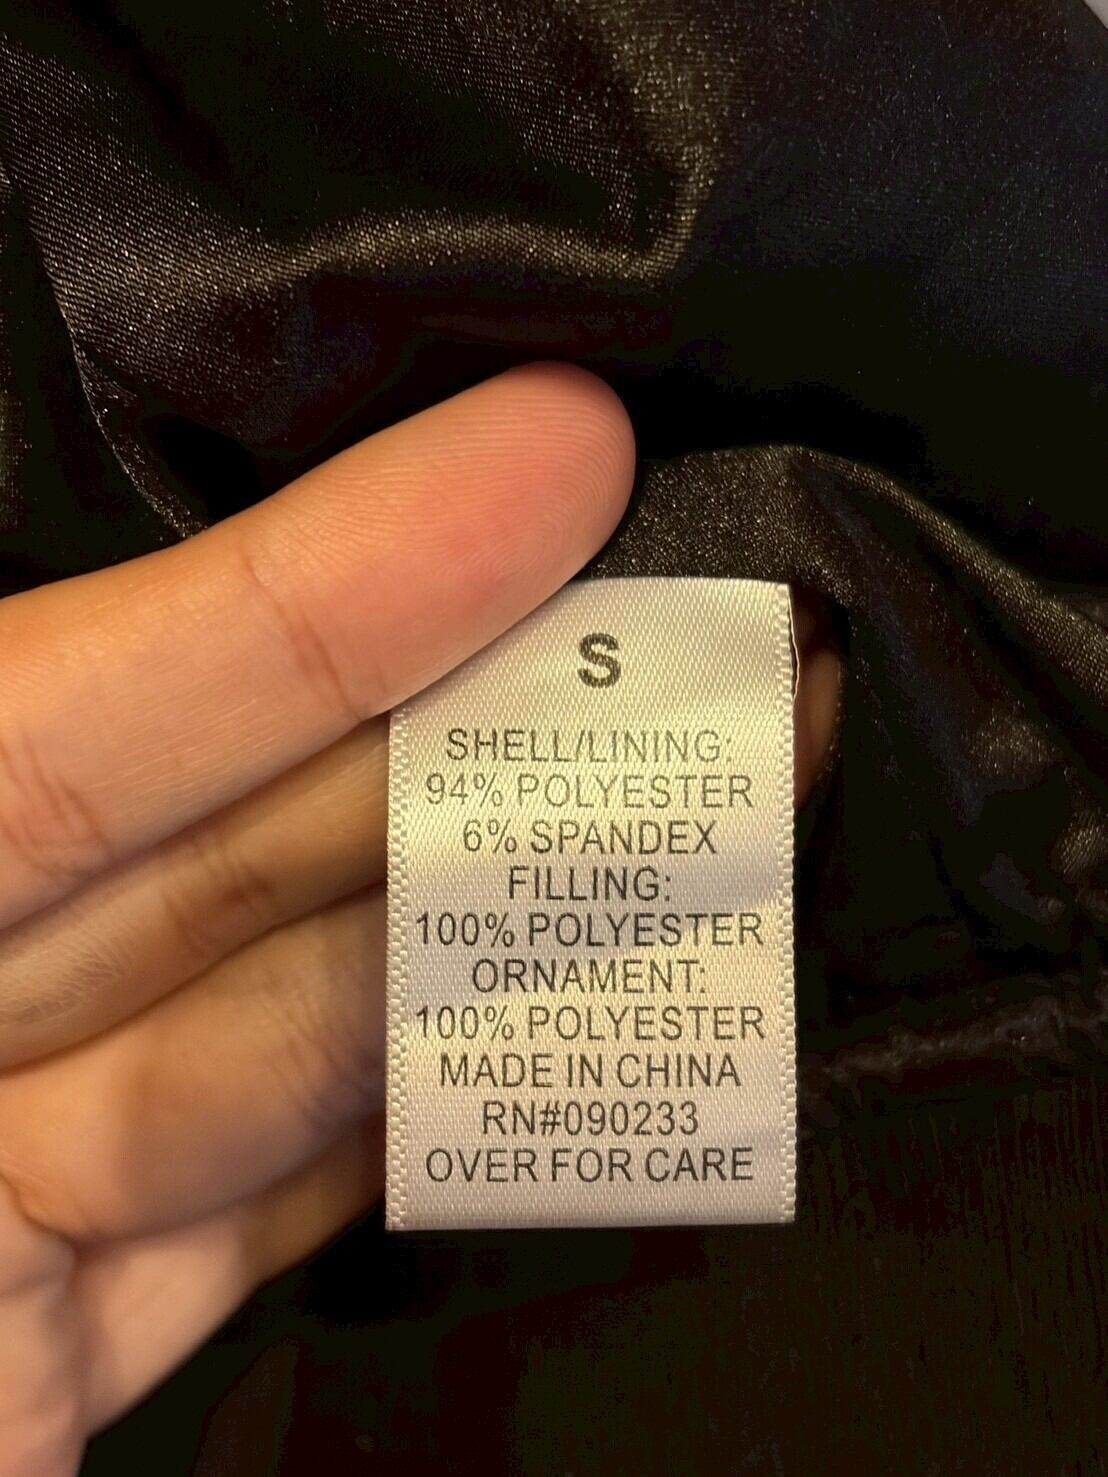 S
SHELL/LINING:
94% POLYESTER
6% SPANDEX
FILLING:
100% POLYESTER
ORNAMENT:
100% POLYESTER
MADE IN CHINA
RN#090233
OVER FOR CARE